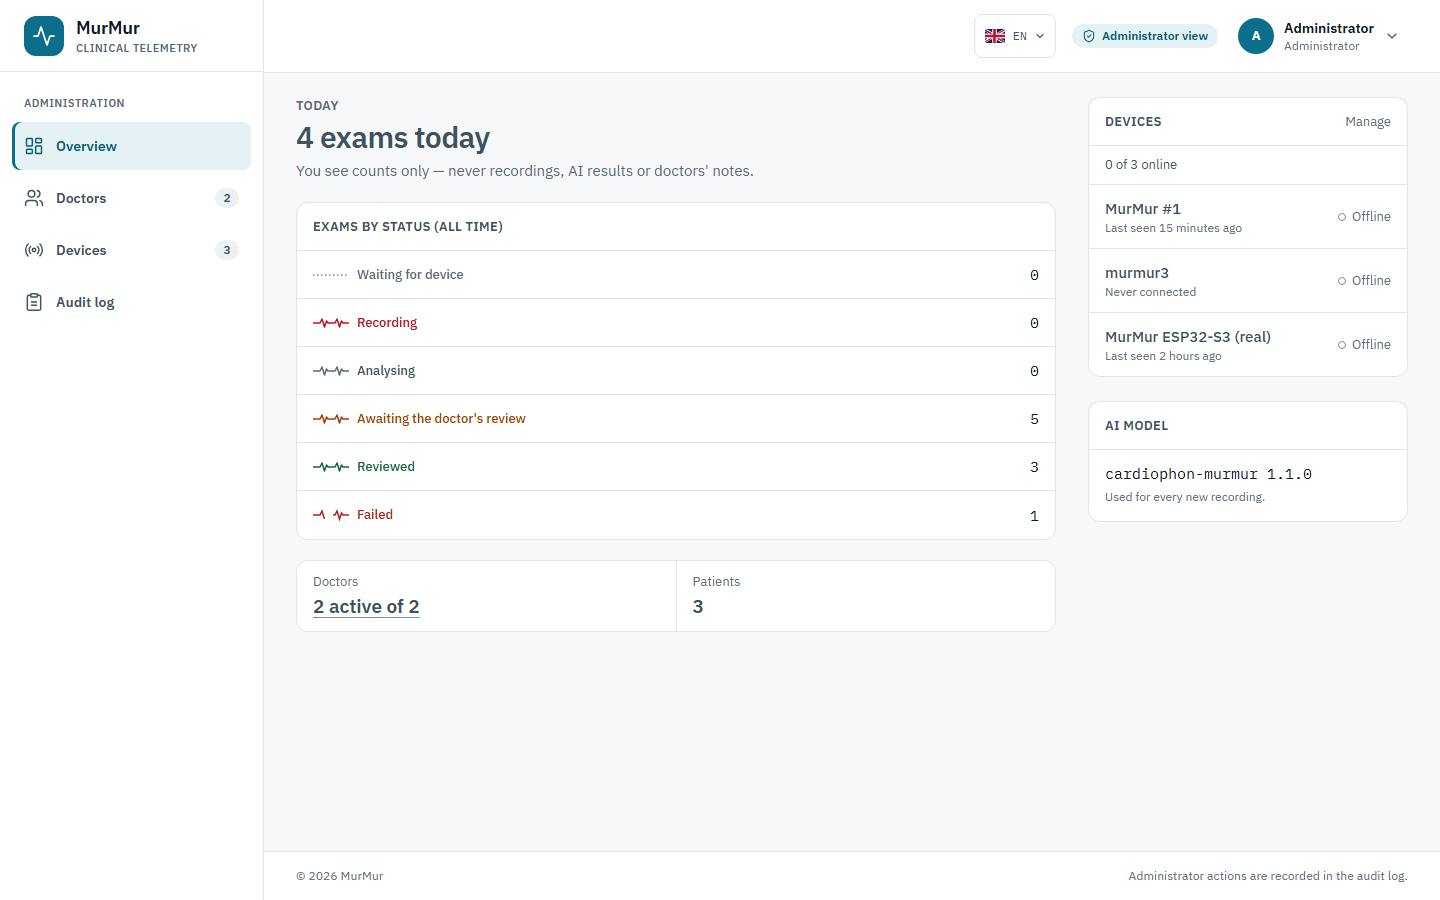 MurMur
CLINICAL TELEMETRY
EN
Administrator view
A
Administrator
Administrator
ADMINISTRATION
Overview
Doctors 2
Devices 3
Audit log
TODAY
4 exams today
You see counts only — never recordings, AI results or doctors' notes.
EXAMS BY STATUS (ALL TIME)
Waiting for device 0
Recording 0
Analysing 0
Awaiting the doctor's review 5
Reviewed 3
Failed 1
Doctors
2 active of 2
Patients
3
DEVICES Manage
0 of 3 online
MurMur #1
Last seen 15 minutes ago
Offline
murmur3
Never connected
Offline
MurMur ESP32-S3 (real)
Last seen 2 hours ago
Offline
AI MODEL
cardiophon-murmur 1.1.0
Used for every new recording.
© 2026 MurMur
Administrator actions are recorded in the audit log.